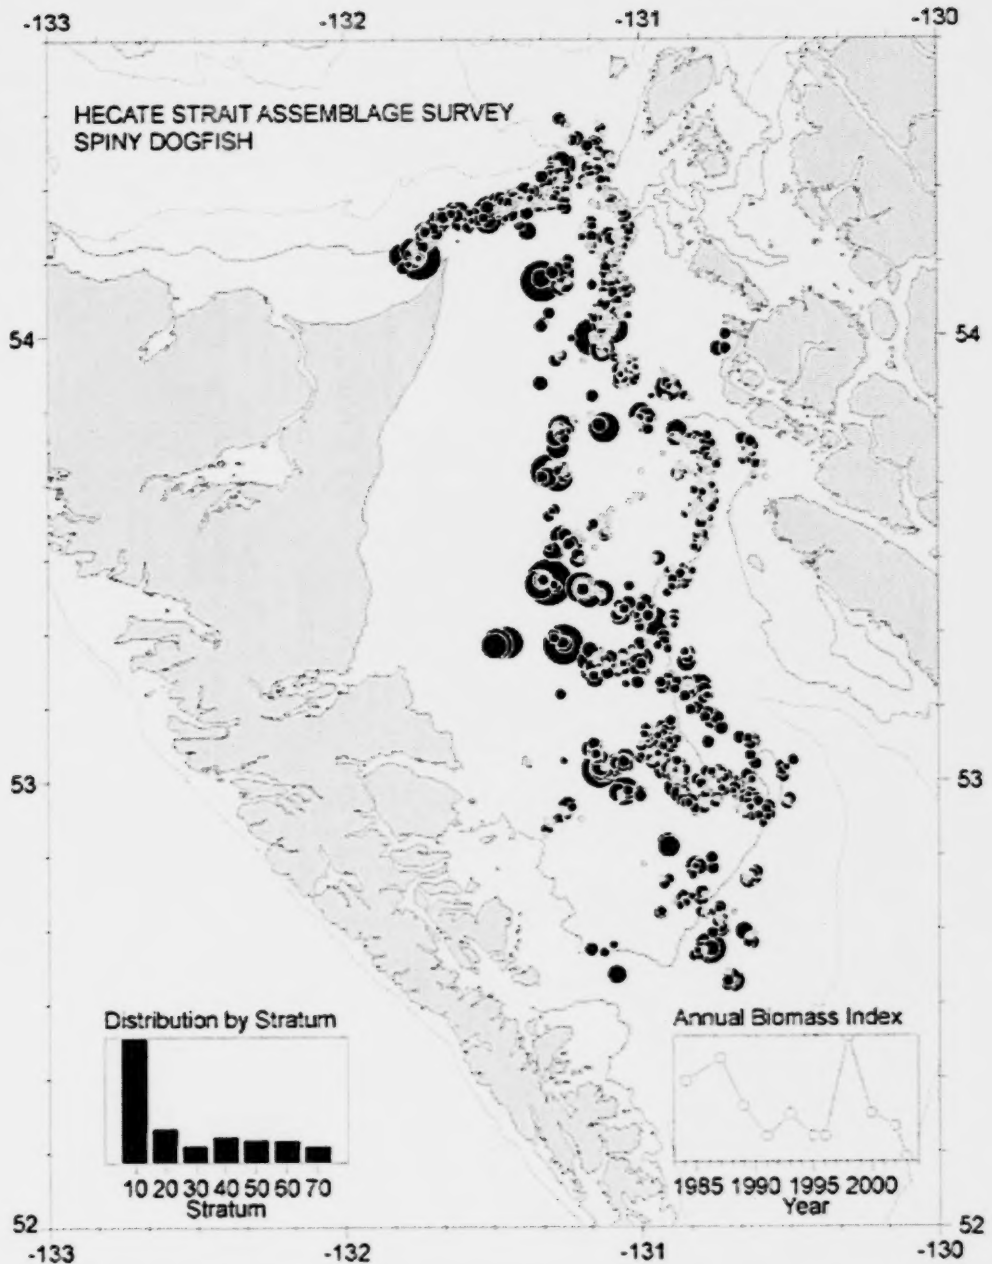 -133 -132 -131 -130
HECATE STRAIT ASSEMBLAGE SURVEY
SPINY DOGFISH
54 54
53 53
Distribution by Stratum
10 20 30 40 50 60 70
Stratum
Annual Biomass Index
1985 1990 1995 2000
Year
52 52
-133 -132 -131 -130